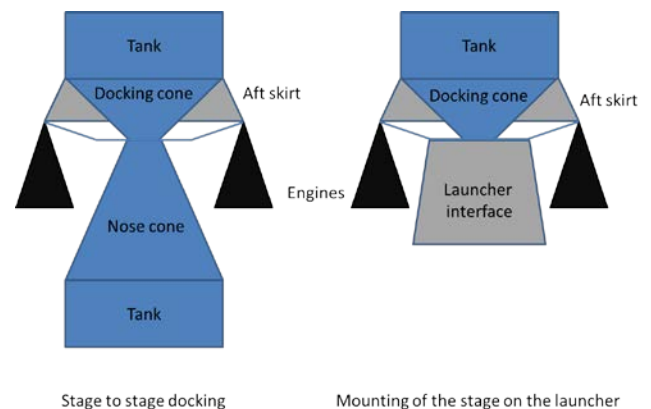 Tank
Docking cone
Aft skirt
Nose cone
Tank
Engines
Tank
Docking cone
Aft skirt
Launcher
interface
Stage to stage docking
Mounting of the stage on the launcher